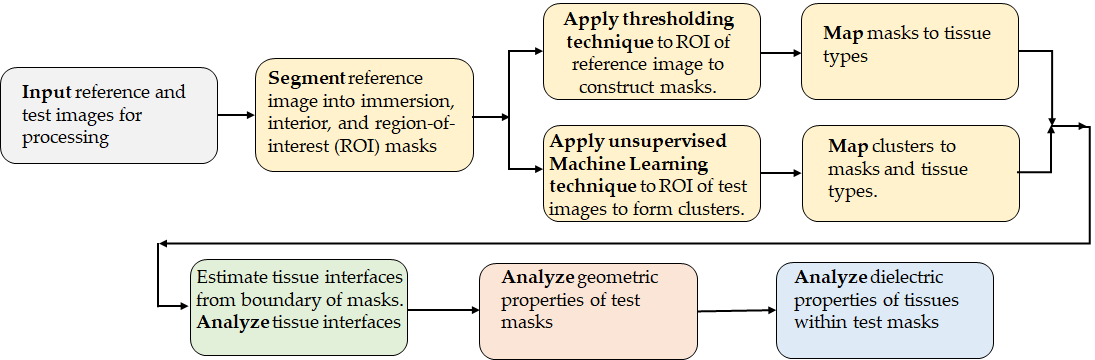 Input reference and
test images for
processing
Segment reference
image into immersion,
interior, and region-of-
interest (ROI) masks
Apply thresholding
technique to ROI of
reference image to
construct masks.
Map masks to tissue
types
Apply unsupervised
Machine Learning
technique to ROI of test
images to form clusters.
Map clusters to
masks and tissue
types.
Estimate tissue interfaces
from boundary of masks.
Analyze tissue interfaces
Analyze geometric
properties of test
masks
Analyze dielectric
properties of tissues
within test masks